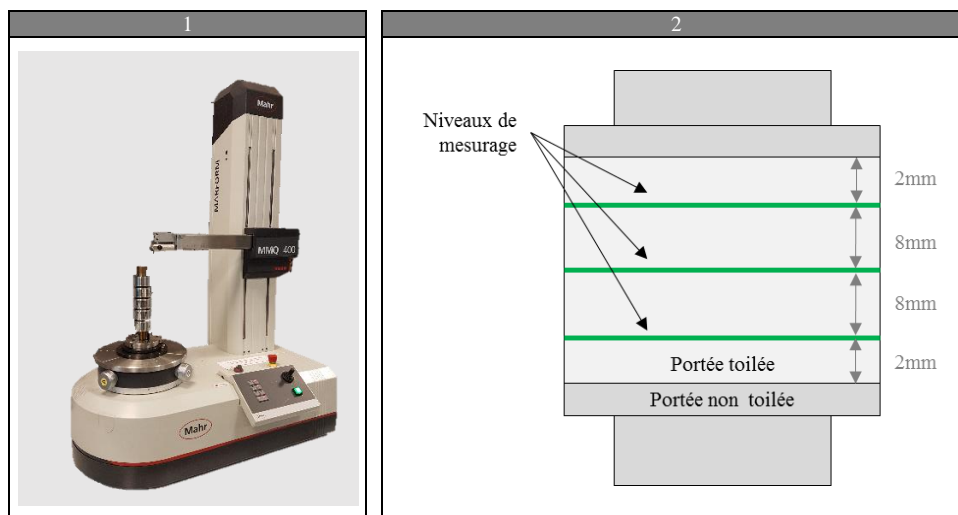 1
2
Mahr
MARFORM
MMQ 400
Mahr
Niveaux de
mesurage
2mm
8mm
8mm
2mm
Portée toilée
Portée non toilée